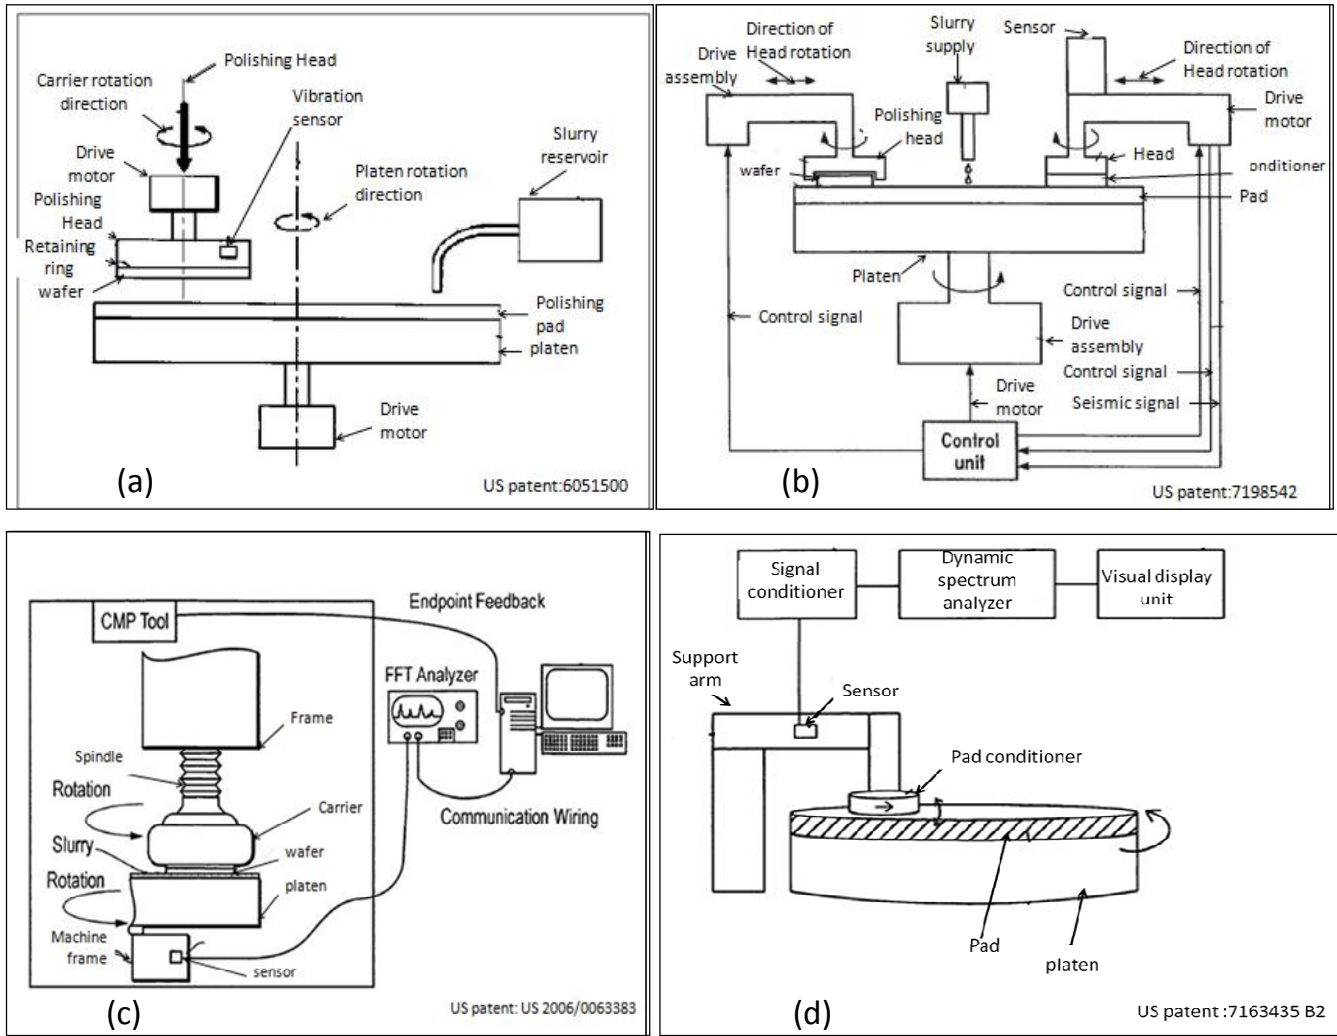 Polishing Head
Carrier rotation
direction
Vibration
sensor
Drive
motor
Slurry
reservoir
Platen rotation
direction
Polishing
Head
Retaining
ring
wafer
Polishing
pad
platen
Drive
motor
(a)
US patent:6051500
Direction of
Head rotation
Slurry
supply
Sensor
Drive
assembly
Direction of
Head rotation
Drive
motor
Polishing
head
Head
wafer
onditioner
Pad
Platen
Control signal
Control signal
Drive
assembly
Control signal
Drive
motor
Seismic signal
Control
unit
(b)
US patent:7198542
CMP Tool
Endpoint Feedback
FFT Analyzer
Frame
Spindle
Rotation
Carrier
Communication Wiring
Slurry
wafer
Rotation
platen
Machine
frame
sensor
(c)
US patent: US 2006/0063383
Signal
conditioner
Dynamic
spectrum
analyzer
Visual display
unit
Support
arm
Sensor
Pad conditioner
Pad
platen
(d)
US patent :7163435 B2